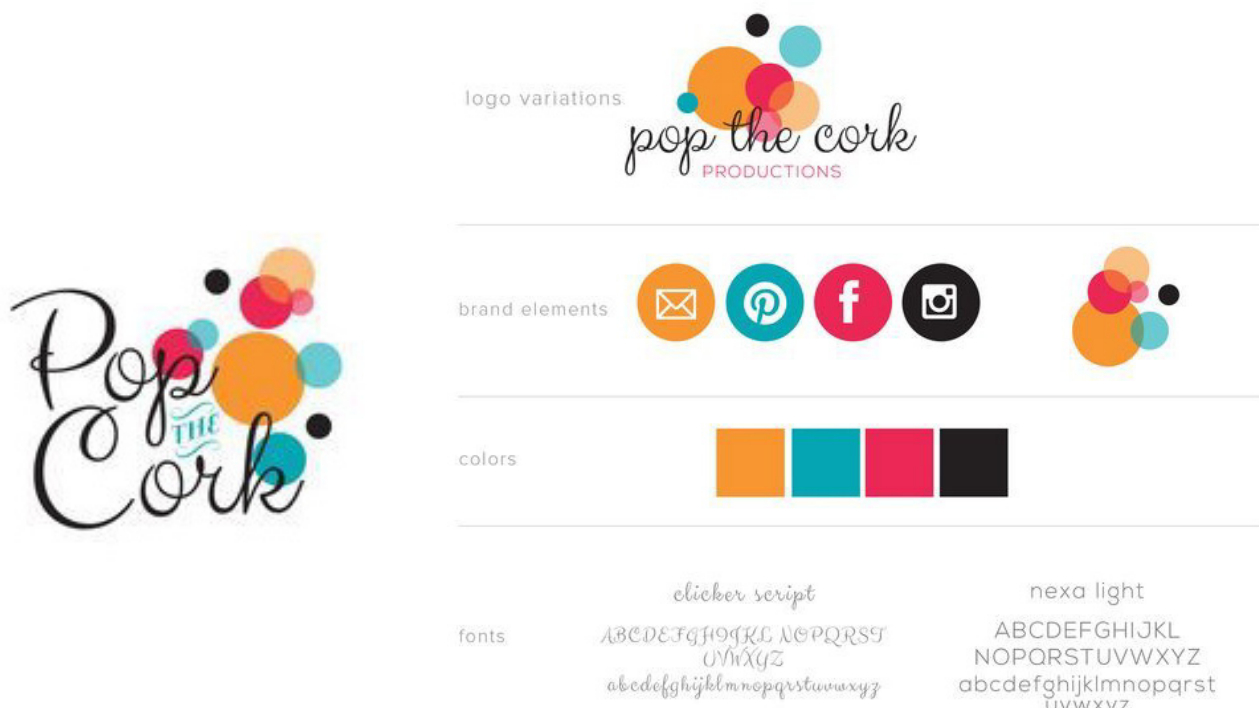 Pop
THE
Cork
logo variations
pop the cork
PRODUCTIONS
brand elements
colors
fonts
clicker script
ABCDEFGHIJKL NOPQRST
UVWXYZ
abcdefghijklmnopqrstuvwxyz
nexa light
ABCDEFGHIJKL
NOPQRSTUVWXYZ
abcdefghijklmnopqrst
uvwxyz